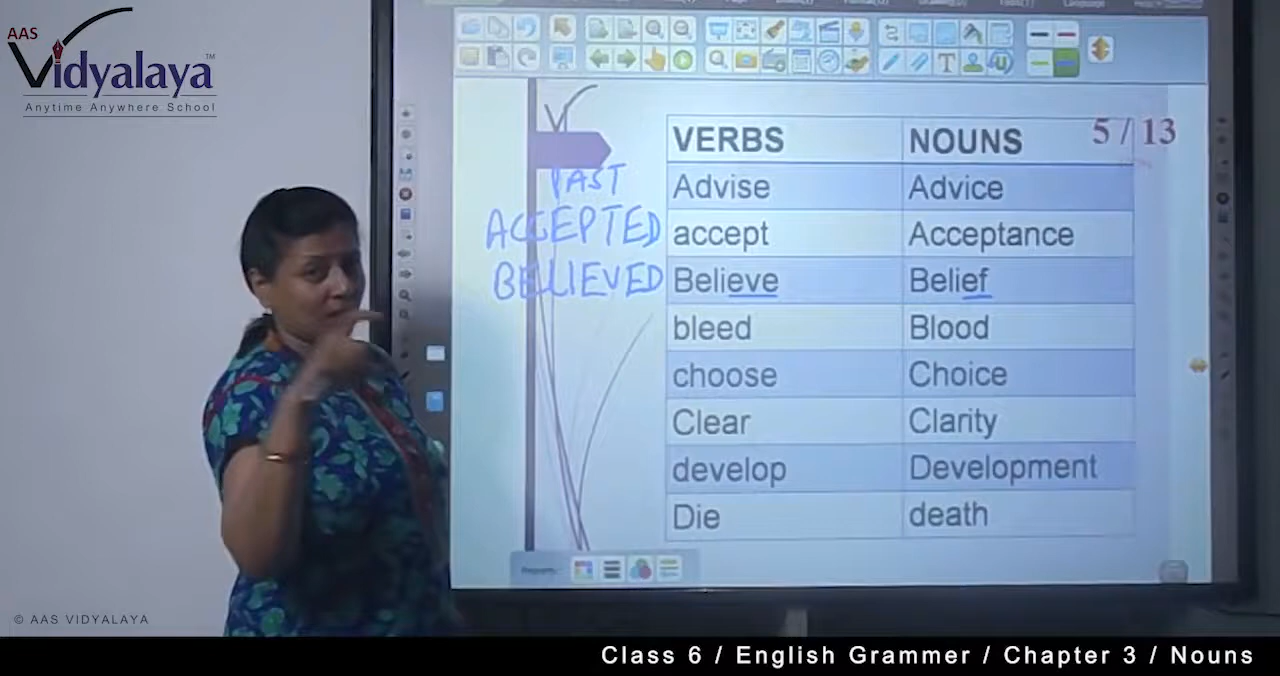 AAS
Vidyalaya™
Anytime Anywhere School
5 / 13
VERBS NOUNS
PAST
Advise Advice
ACCEPTED accept Acceptance
BELIEVED Believe Belief
bleed Blood
choose Choice
Clear Clarity
develop Development
Die death
© AAS VIDYALAYA
Class 6 / English Grammer / Chapter 3 / Nouns